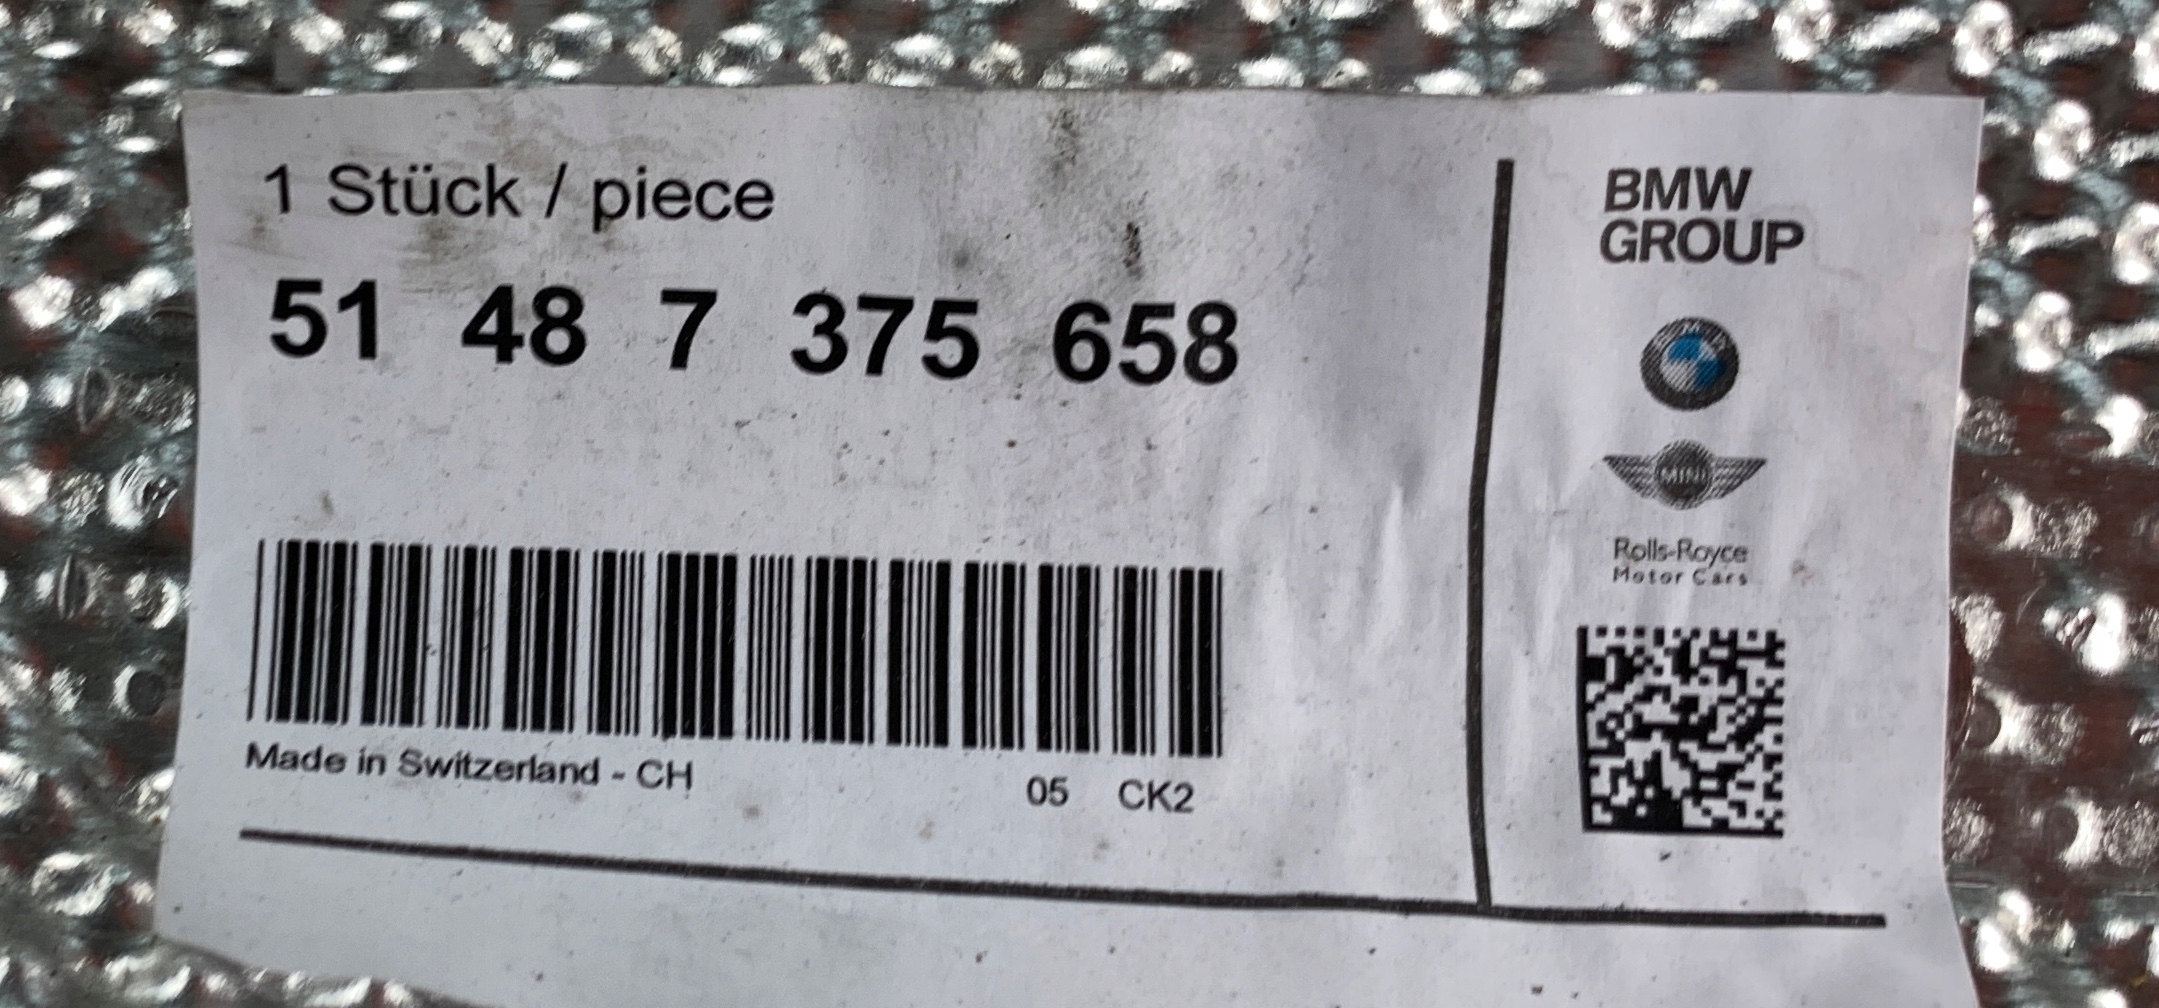 1 Stück / piece
51 48 7 375 658
Made in Switzerland - CH
05 CK2
BMW
GROUP
MINI
Rolls-Royce
Motor Cars